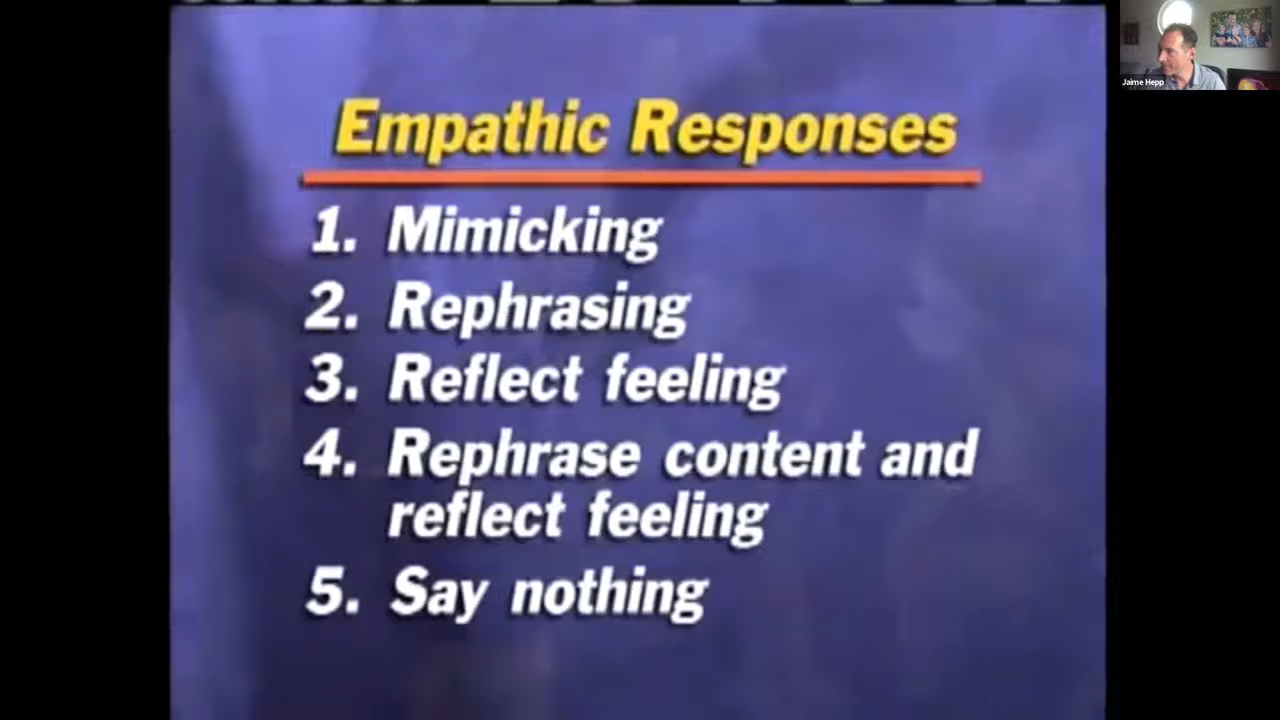 Empathic Responses
1. Mimicking
2. Rephrasing
3. Reflect feeling
4. Rephrase content and
reflect feeling
5. Say nothing
Jaime Hepp